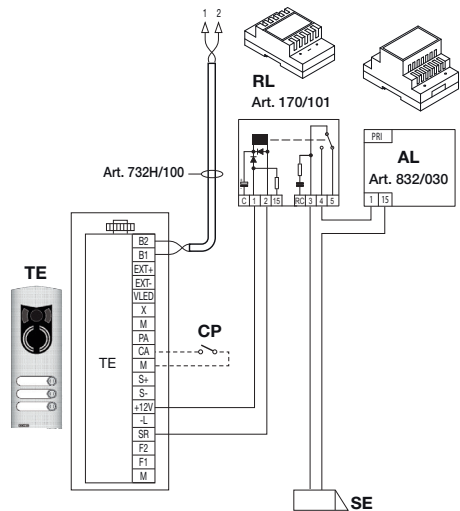 1 2
RL
Art. 170/101
PRI
AL
Art. 832/030
1 15
Art. 732H/100
C 1 2 15 RC 3 4 5
TE
B2
B1
EXT+
EXT-
VLED
X
M
PA
CA
M
S+
S-
+12V
-L
SR
F2
F1
M
TE
CP
SE